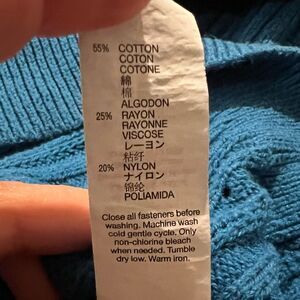 55% COTTON
COTON
COTONE
綿
棉
ALGODON
25% RAYON
RAYONNE
VISCOSE
レーヨン
粘纤
20% NYLON
ナイロン
锦纶
POLIAMIDA
Close all fasteners before
washing. Machine wash
cold gentle cycle. Only
non-chlorine bleach
when needed. Tumble
dry low. Warm iron.